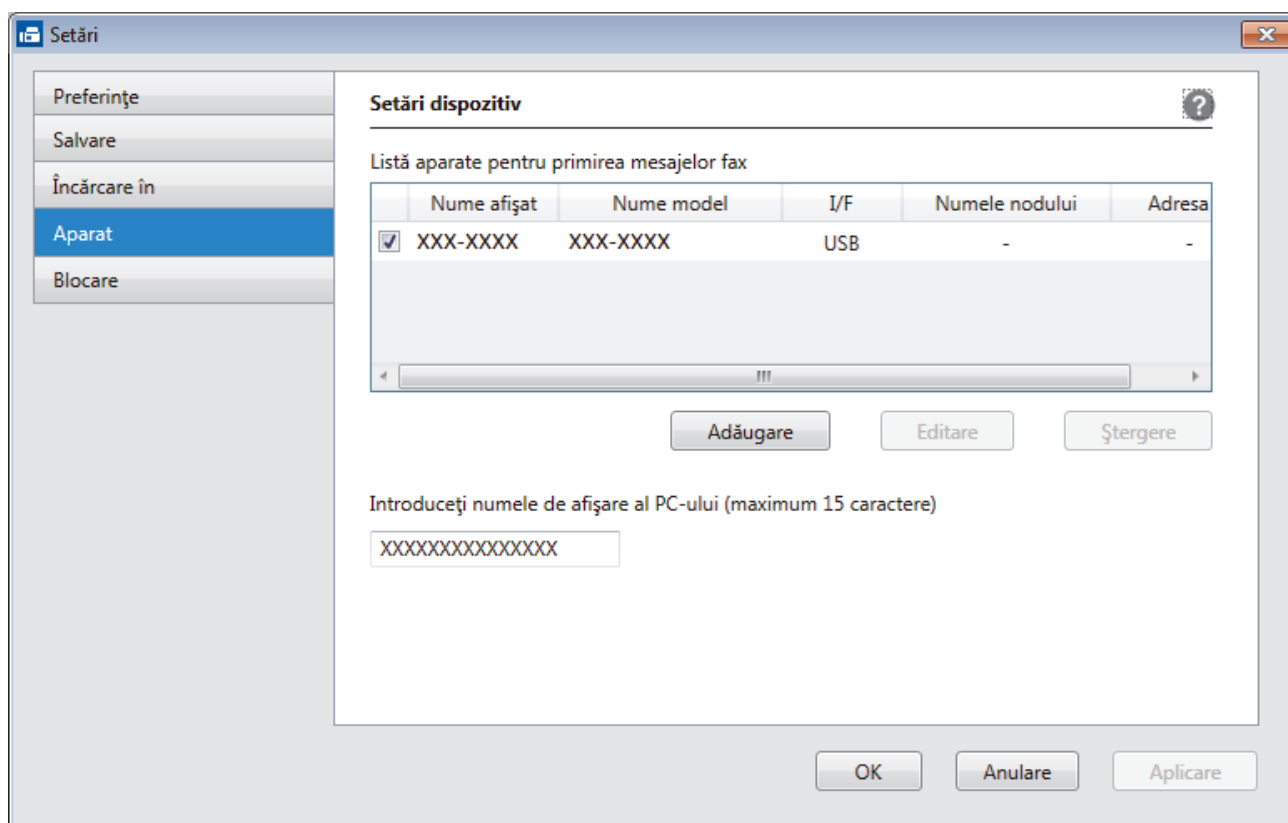 Setări
Preferinţe
Salvare
Încărcare în
Aparat
Blocare
Setări dispozitiv
?
Listă aparate pentru primirea mesajelor fax
Nume afişat Nume model I/F Numele nodului Adresa
XXX-XXXX XXX-XXXX USB - -
Adăugare Editare Ştergere
Introduceţi numele de afişare al PC-ului (maximum 15 caractere)
XXXXXXXXXXXXXXX
OK Anulare Aplicare